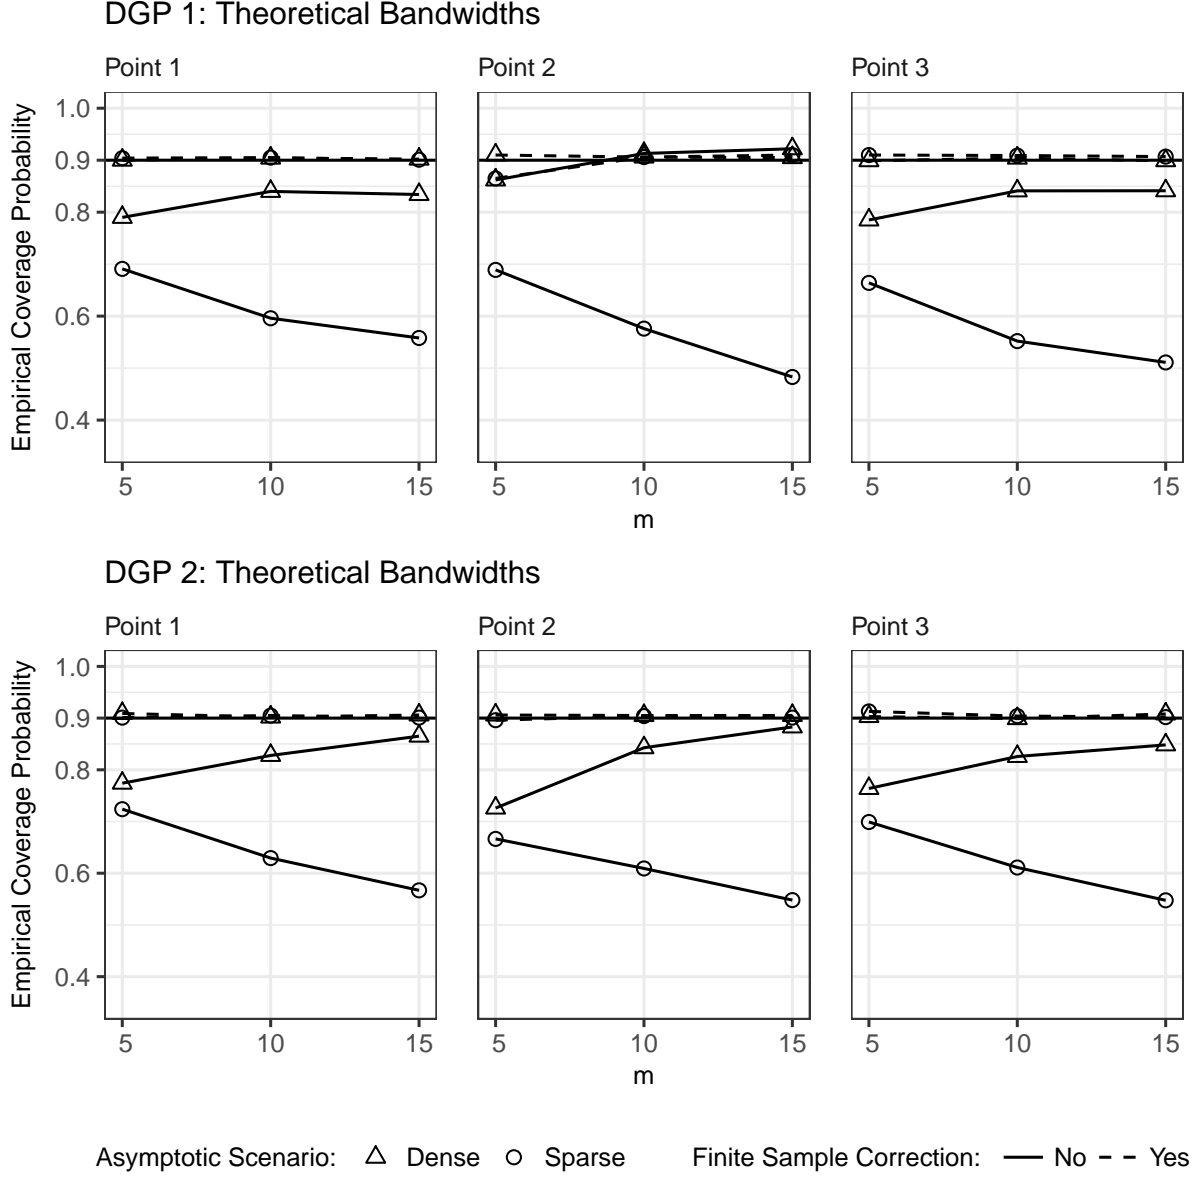 DGP 1: Theoretical Bandwidths
Point 1 Point 2 Point 3
Empirical Coverage Probability
1.0
0.9
0.8
0.6
0.4
5 10 15 5 10 15 5 10 15
m
DGP 2: Theoretical Bandwidths
Point 1 Point 2 Point 3
Empirical Coverage Probability
1.0
0.9
0.8
0.6
0.4
5 10 15 5 10 15 5 10 15
m
Asymptotic Scenario: Dense Sparse Finite Sample Correction: No Yes